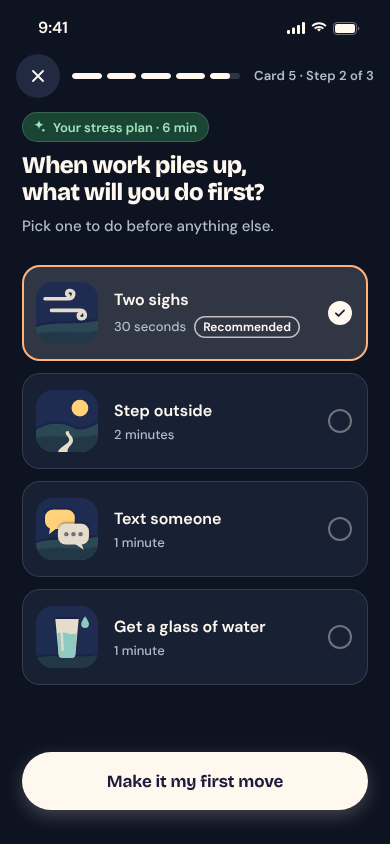 9:41
Card 5 · Step 2 of 3
Your stress plan · 6 min
When work piles up,
what will you do first?
Pick one to do before anything else.
Two sighs
30 seconds Recommended
Step outside
2 minutes
Text someone
1 minute
Get a glass of water
1 minute
Make it my first move